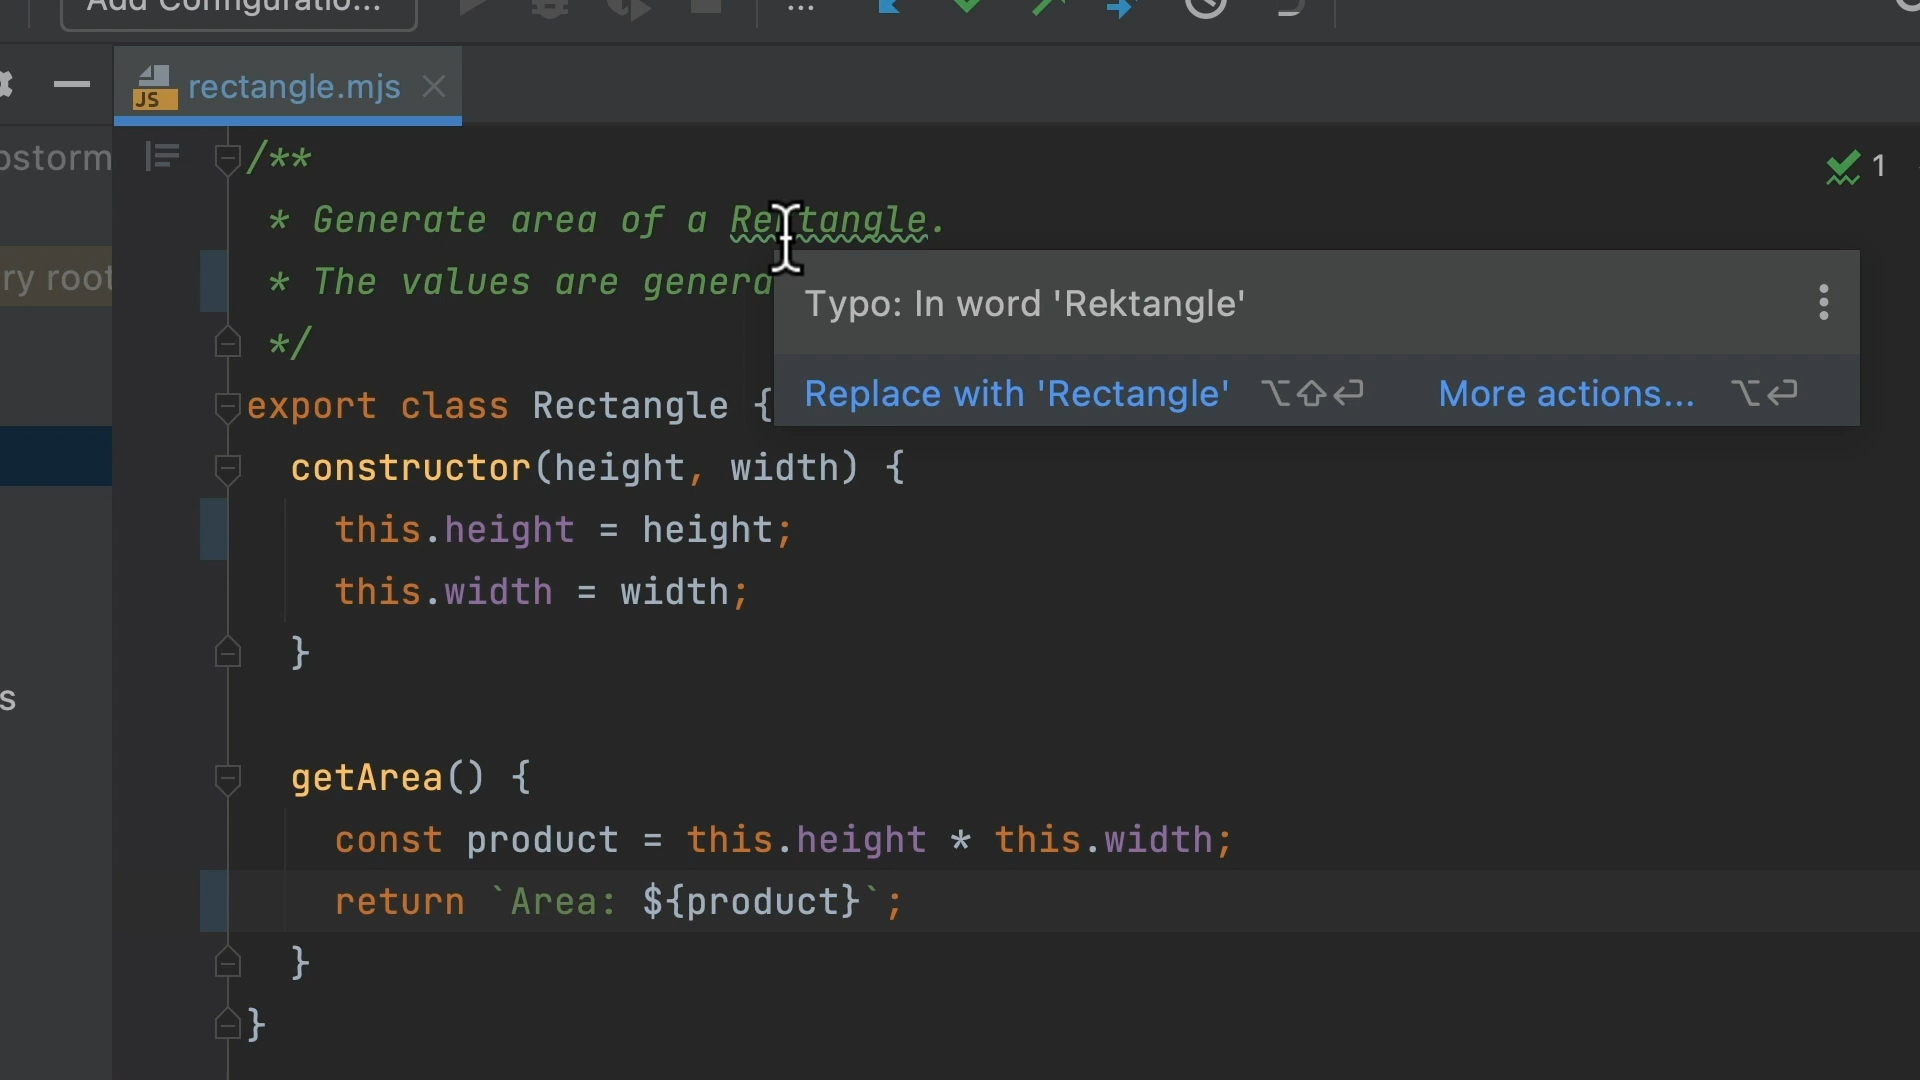 rectangle.mjs
JS
/**
* Generate area of a Rektangle.
* The values are genera
*/
Typo: In word 'Rektangle'
Replace with 'Rectangle' ⌥⇧⏎ More actions... ⌥⏎
export class Rectangle {
constructor(height, width) {
this.height = height;
this.width = width;
}
getArea() {
const product = this.height * this.width;
return `Area: ${product}`;
}
}
1
ry root